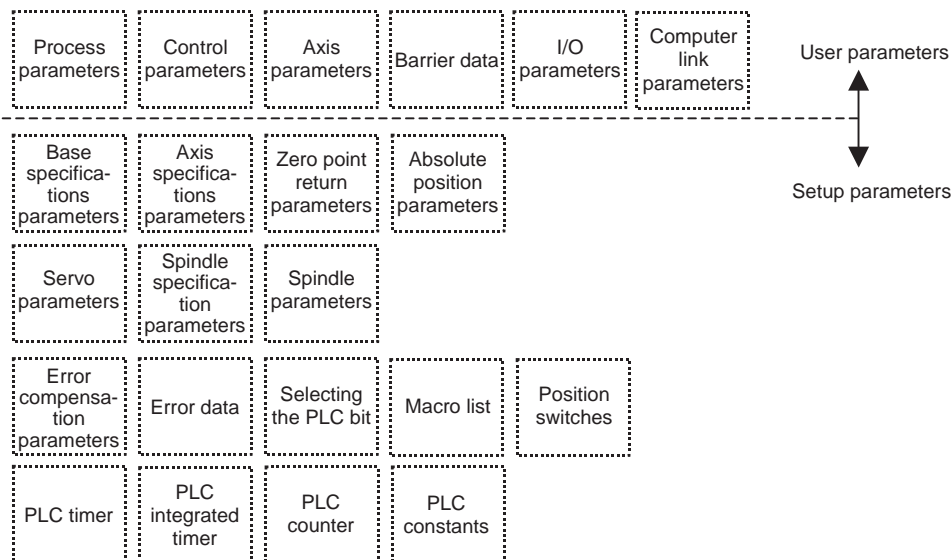 Process
parameters
Control
parameters
Axis
parameters
Barrier data
I/O
parameters
Computer
link
parameters
User parameters
Setup parameters
Base
specifica-
tions
parameters
Axis
specifica-
tions
parameters
Zero point
return
parameters
Absolute
position
parameters
Servo
parameters
Spindle
specifica-
tion
parameters
Spindle
parameters
Error
compensa-
tion
parameters
Error data
Selecting
the PLC bit
Macro list
Position
switches
PLC timer
PLC
integrated
timer
PLC
counter
PLC
constants